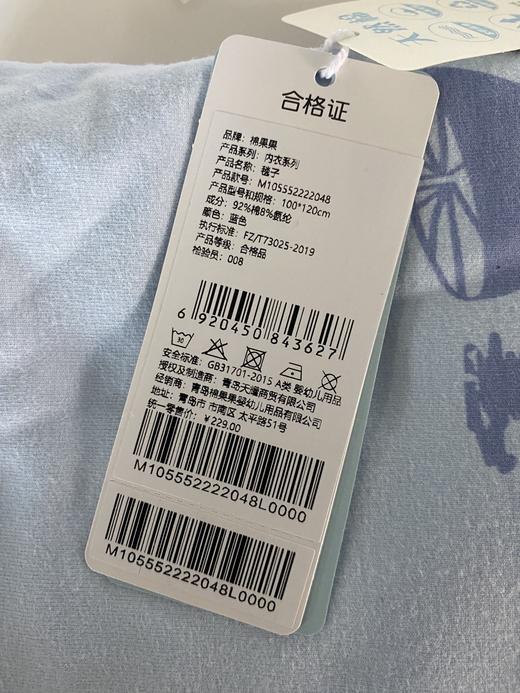 天然棉
合格证
品牌：棉果果
产品系列：内衣系列
产品名称：毯子
产品款号：M105552222048
产品型号和规格：100*120cm
成分：92%棉8%氨纶
颜色：蓝色
执行标准：FZ/T73025-2019
产品等级：合格品
检验员：008
6 920450 843627
30
安全标准：GB31701-2015 A类 婴幼儿用品
授权及制造商：青岛天曈商贸有限公司
经销商：青岛棉果果婴幼儿用品有限公司
地址：青岛市 市南区 太平路51号
统一零售价：¥229.00
M105552222048L0000
M105552222048L0000